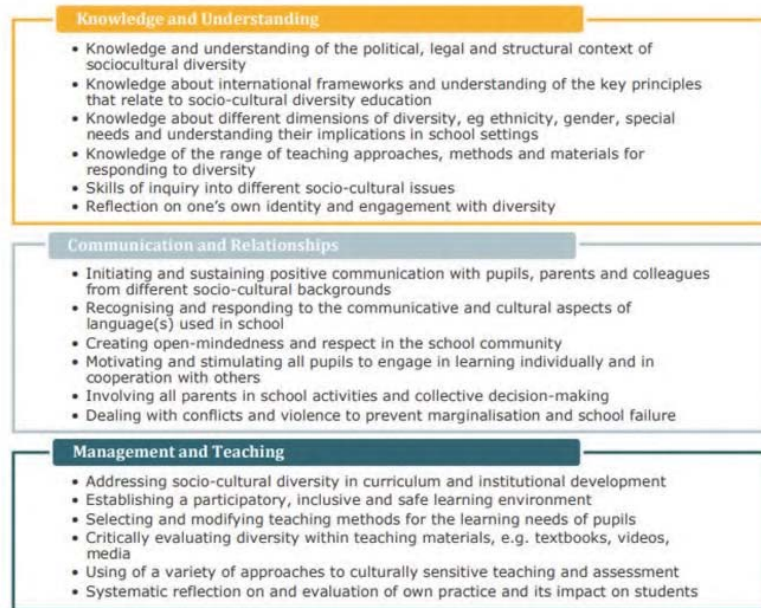 Knowledge and Understanding
• Knowledge and understanding of the political, legal and structural context of
sociocultural diversity
• Knowledge about international frameworks and understanding of the key principles
that relate to socio-cultural diversity education
• Knowledge about different dimensions of diversity, eg ethnicity, gender, special
needs and understanding their implications in school settings
• Knowledge of the range of teaching approaches, methods and materials for
responding to diversity
• Skills of inquiry into different socio-cultural issues
• Reflection on one's own identity and engagement with diversity
Communication and Relationships
• Initiating and sustaining positive communication with pupils, parents and colleagues
from different socio-cultural backgrounds
• Recognising and responding to the communicative and cultural aspects of
language(s) used in school
• Creating open-mindedness and respect in the school community
• Motivating and stimulating all pupils to engage in learning individually and in
cooperation with others
• Involving all parents in school activities and collective decision-making
• Dealing with conflicts and violence to prevent marginalisation and school failure
Management and Teaching
• Addressing socio-cultural diversity in curriculum and institutional development
• Establishing a participatory, inclusive and safe learning environment
• Selecting and modifying teaching methods for the learning needs of pupils
• Critically evaluating diversity within teaching materials, e.g. textbooks, videos,
media
• Using of a variety of approaches to culturally sensitive teaching and assessment
• Systematic reflection on and evaluation of own practice and its impact on students